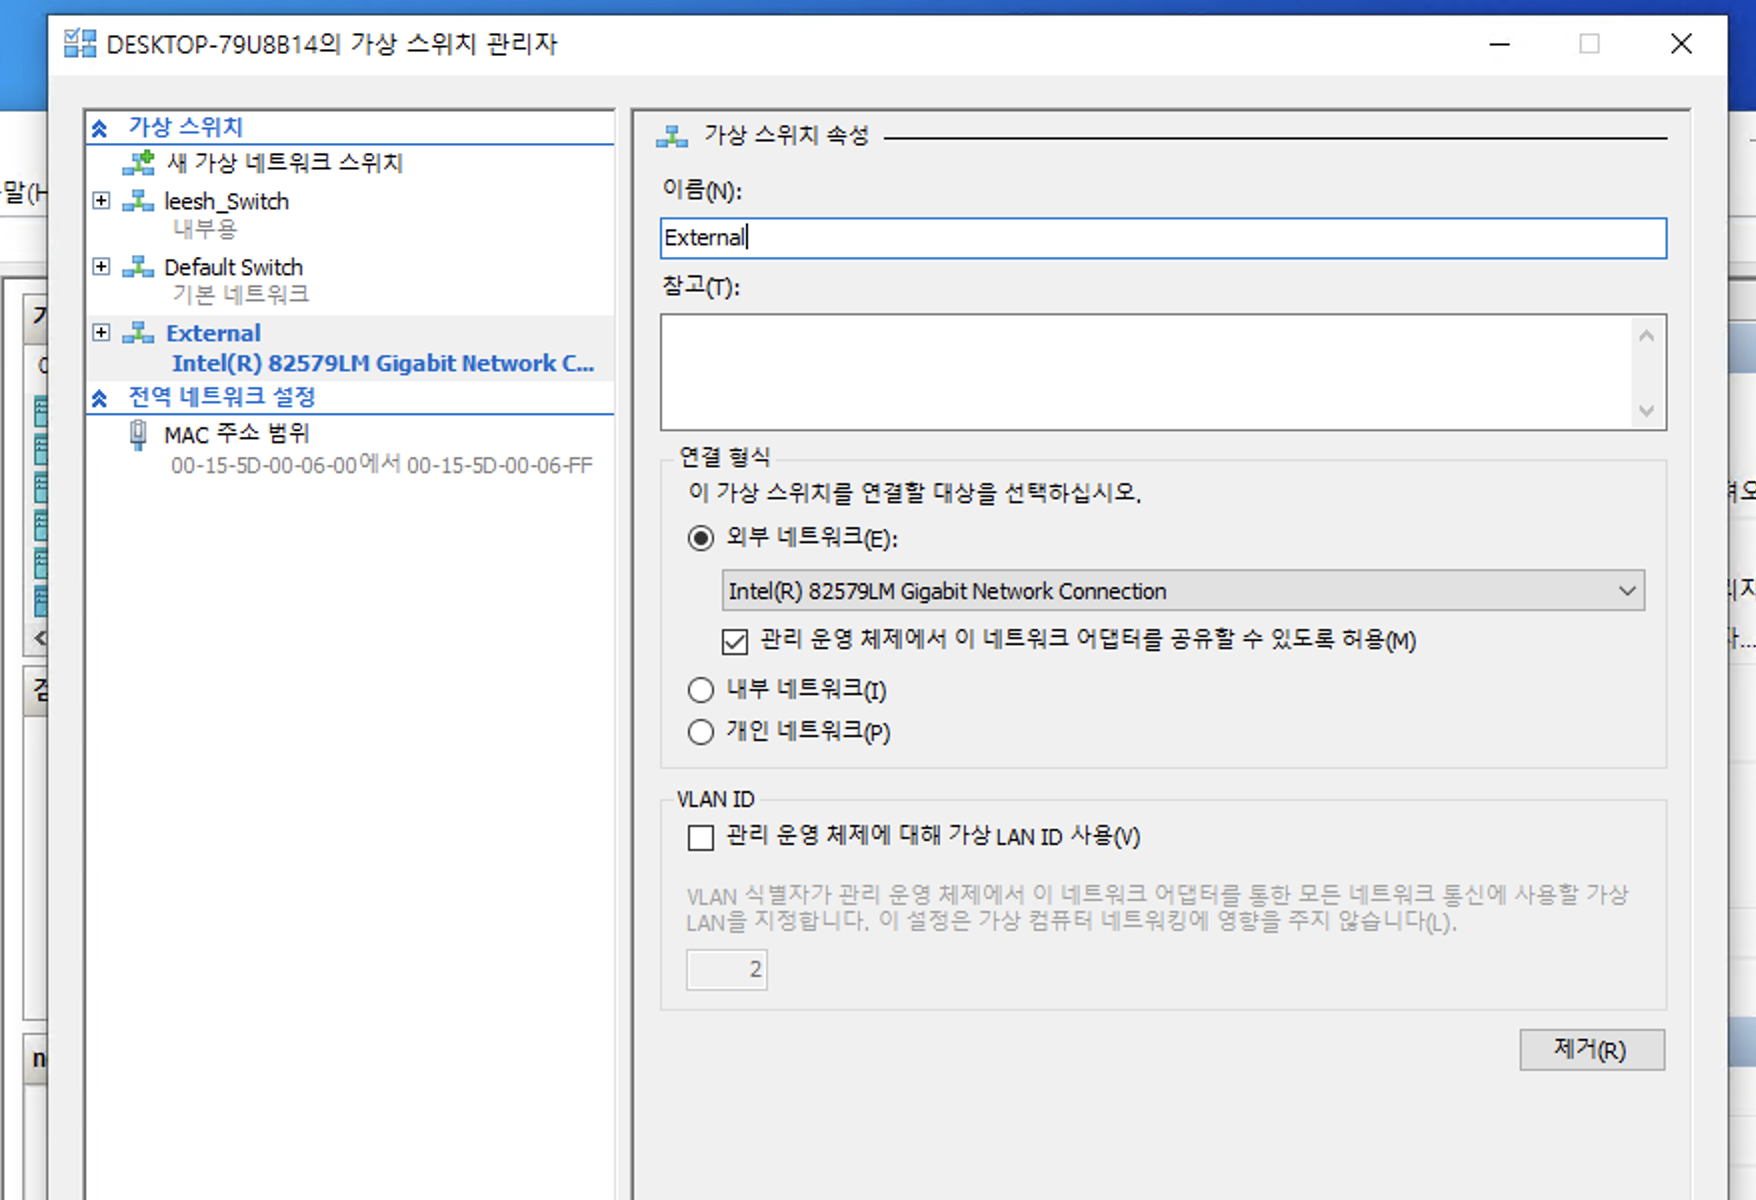 DESKTOP-79U8B14의 가상 스위치 관리자
말(H
가상 스위치
새 가상 네트워크 스위치
leesh_Switch
내부용
Default Switch
기본 네트워크
External
Intel(R) 82579LM Gigabit Network C...
전역 네트워크 설정
MAC 주소 범위
00-15-5D-00-06-00에서 00-15-5D-00-06-FF
가상 스위치 속성
이름(N):
External
참고(T):
연결 형식
이 가상 스위치를 연결할 대상을 선택하십시오.
외부 네트워크(E):
Intel(R) 82579LM Gigabit Network Connection
관리 운영 체제에서 이 네트워크 어댑터를 공유할 수 있도록 허용(M)
내부 네트워크(I)
개인 네트워크(P)
VLAN ID
관리 운영 체제에 대해 가상 LAN ID 사용(V)
VLAN 식별자가 관리 운영 체제에서 이 네트워크 어댑터를 통한 모든 네트워크 통신에 사용할 가상
LAN을 지정합니다. 이 설정은 가상 컴퓨터 네트워킹에 영향을 주지 않습니다(L).
2
제거(R)